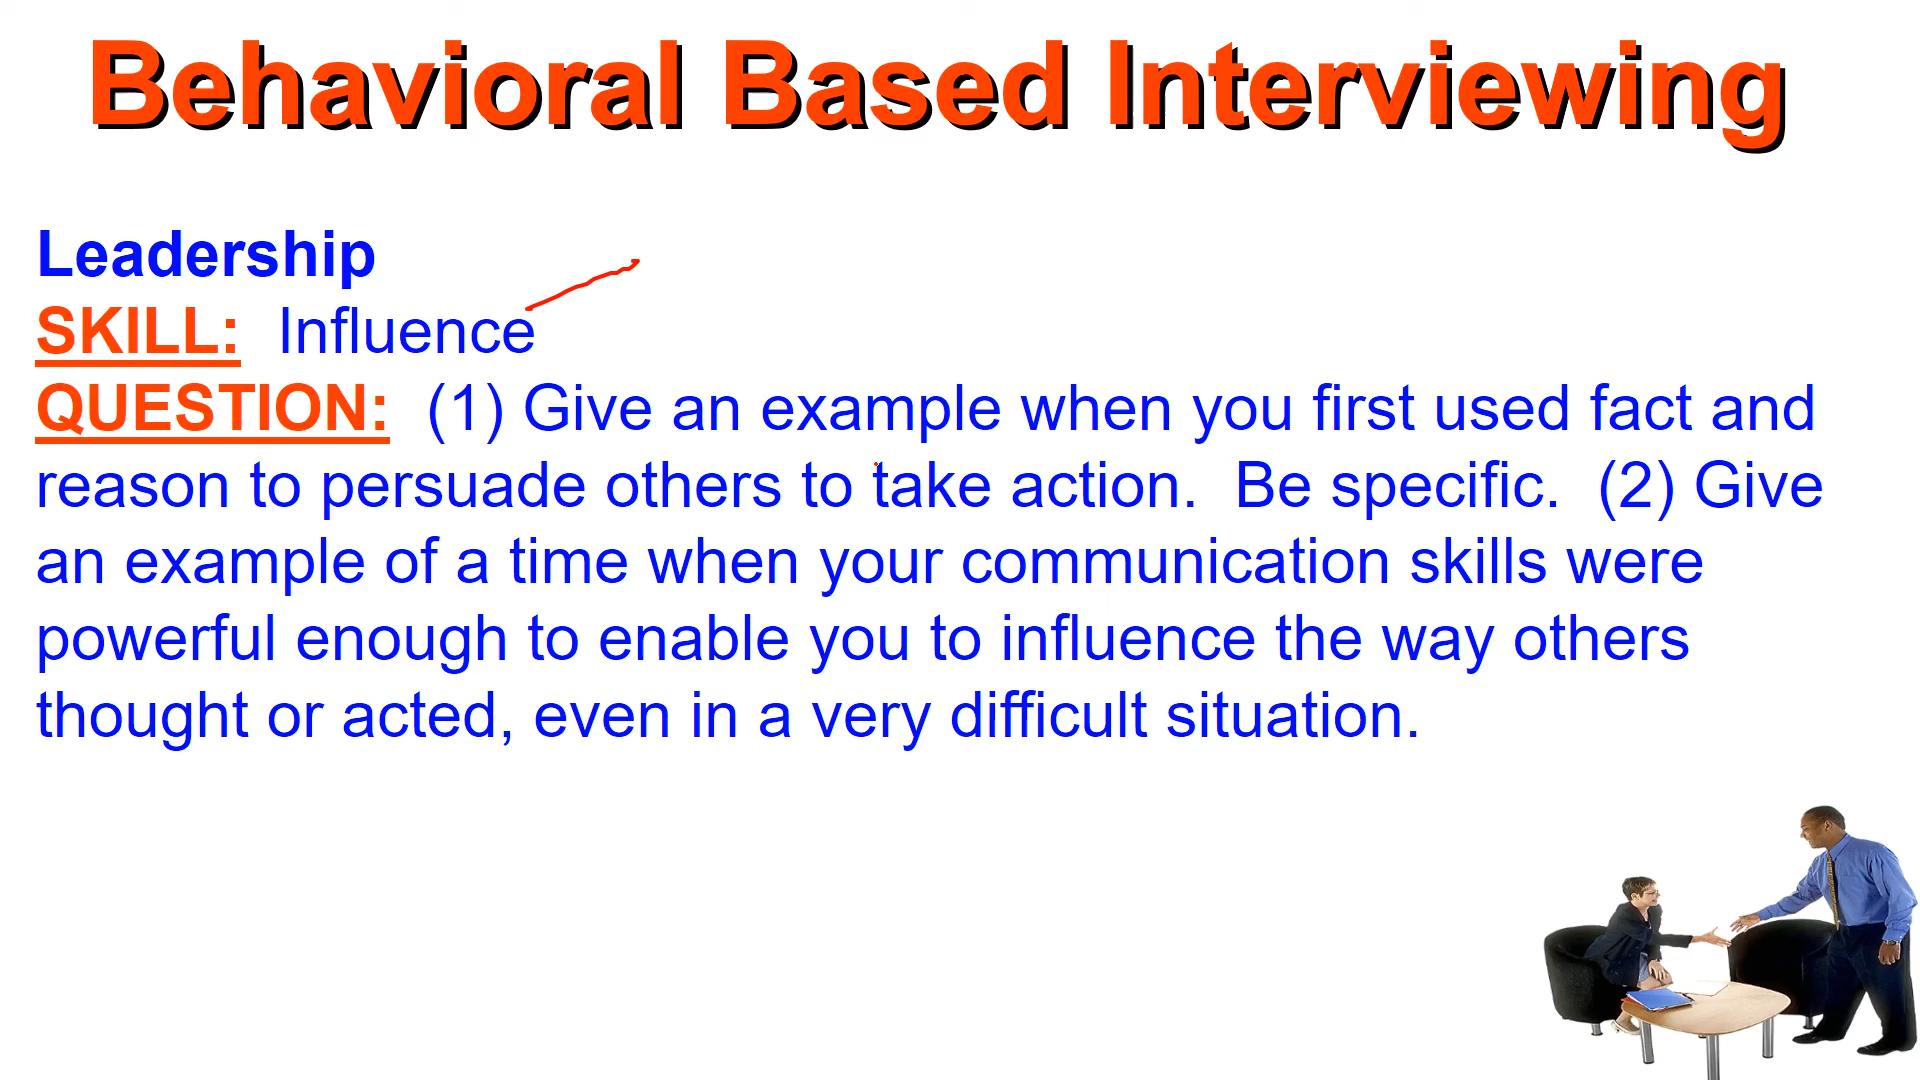 Behavioral Based Interviewing
Leadership
SKILL: Influence
QUESTION: (1) Give an example when you first used fact and
reason to persuade others to take action. Be specific. (2) Give
an example of a time when your communication skills were
powerful enough to enable you to influence the way others
thought or acted, even in a very difficult situation.